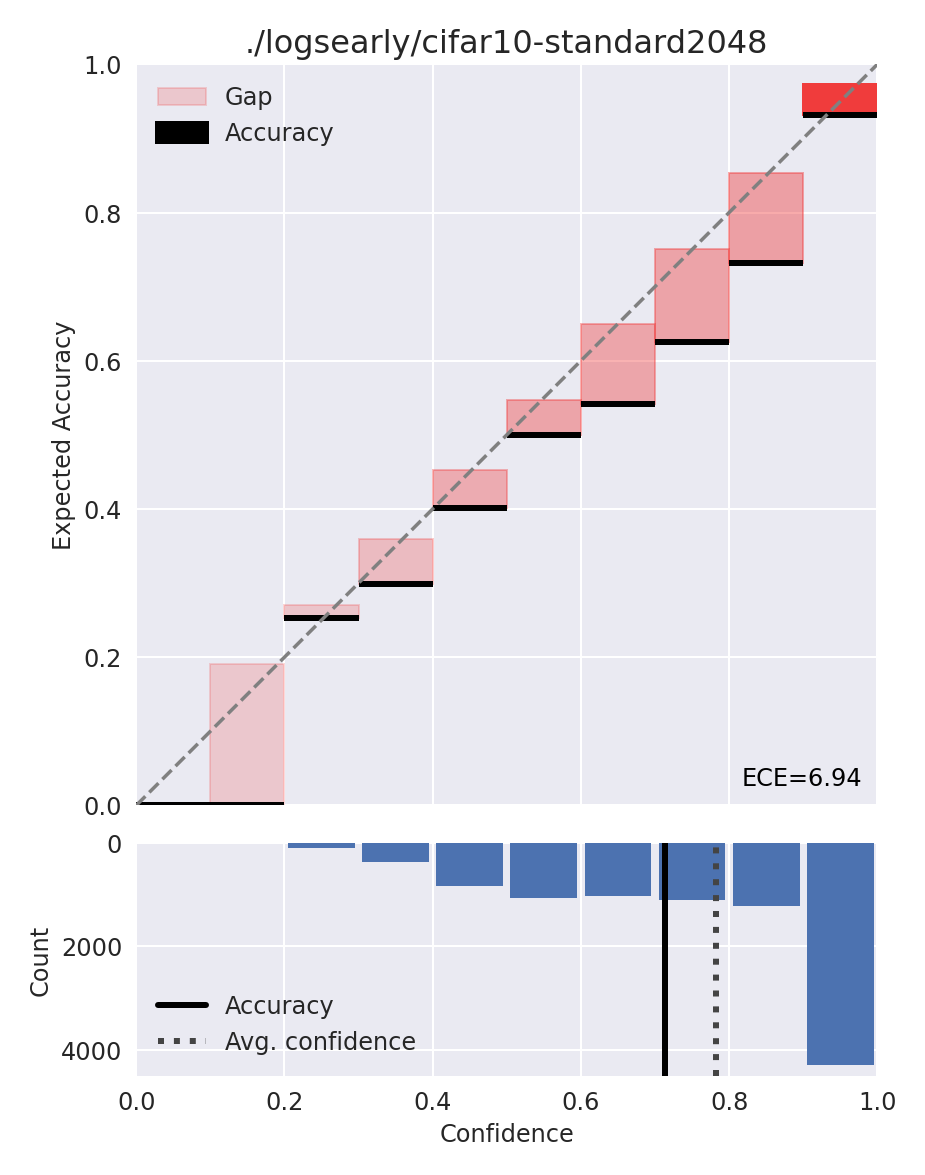 ./logsearly/cifar10-standard2048
1.0
Gap
Accuracy
0.8
0.6
Expected Accuracy
0.4
0.2
ECE=6.94
0.0
0
2000
Count
Accuracy
Avg. confidence
4000
0.0 0.2 0.4 0.6 0.8 1.0
Confidence